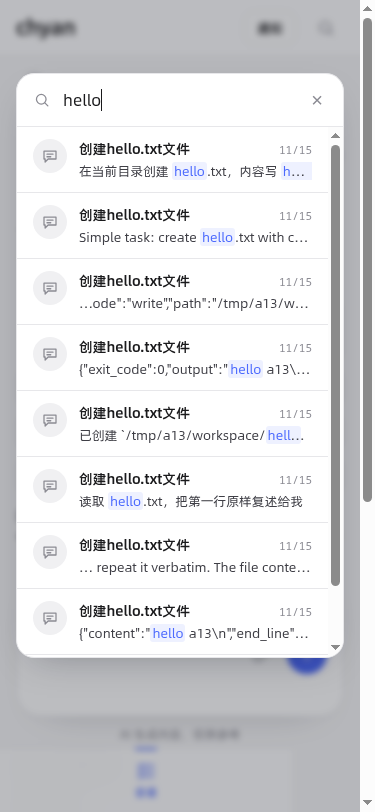 chyan
hello
创建hello.txt文件
11/15
在当前目录创建 hello.txt，内容写 h…
创建hello.txt文件
11/15
Simple task: create hello.txt with c…
创建hello.txt文件
11/15
…ode":"write","path":"/tmp/a13/w…
创建hello.txt文件
11/15
{"exit_code":0,"output":"hello a13\…
创建hello.txt文件
11/15
已创建 `/tmp/a13/workspace/hell…
创建hello.txt文件
11/15
读取 hello.txt，把第一行原样复述给我
创建hello.txt文件
11/15
… repeat it verbatim. The file conte…
创建hello.txt文件
11/15
{"content":"hello a13\n","end_line"…